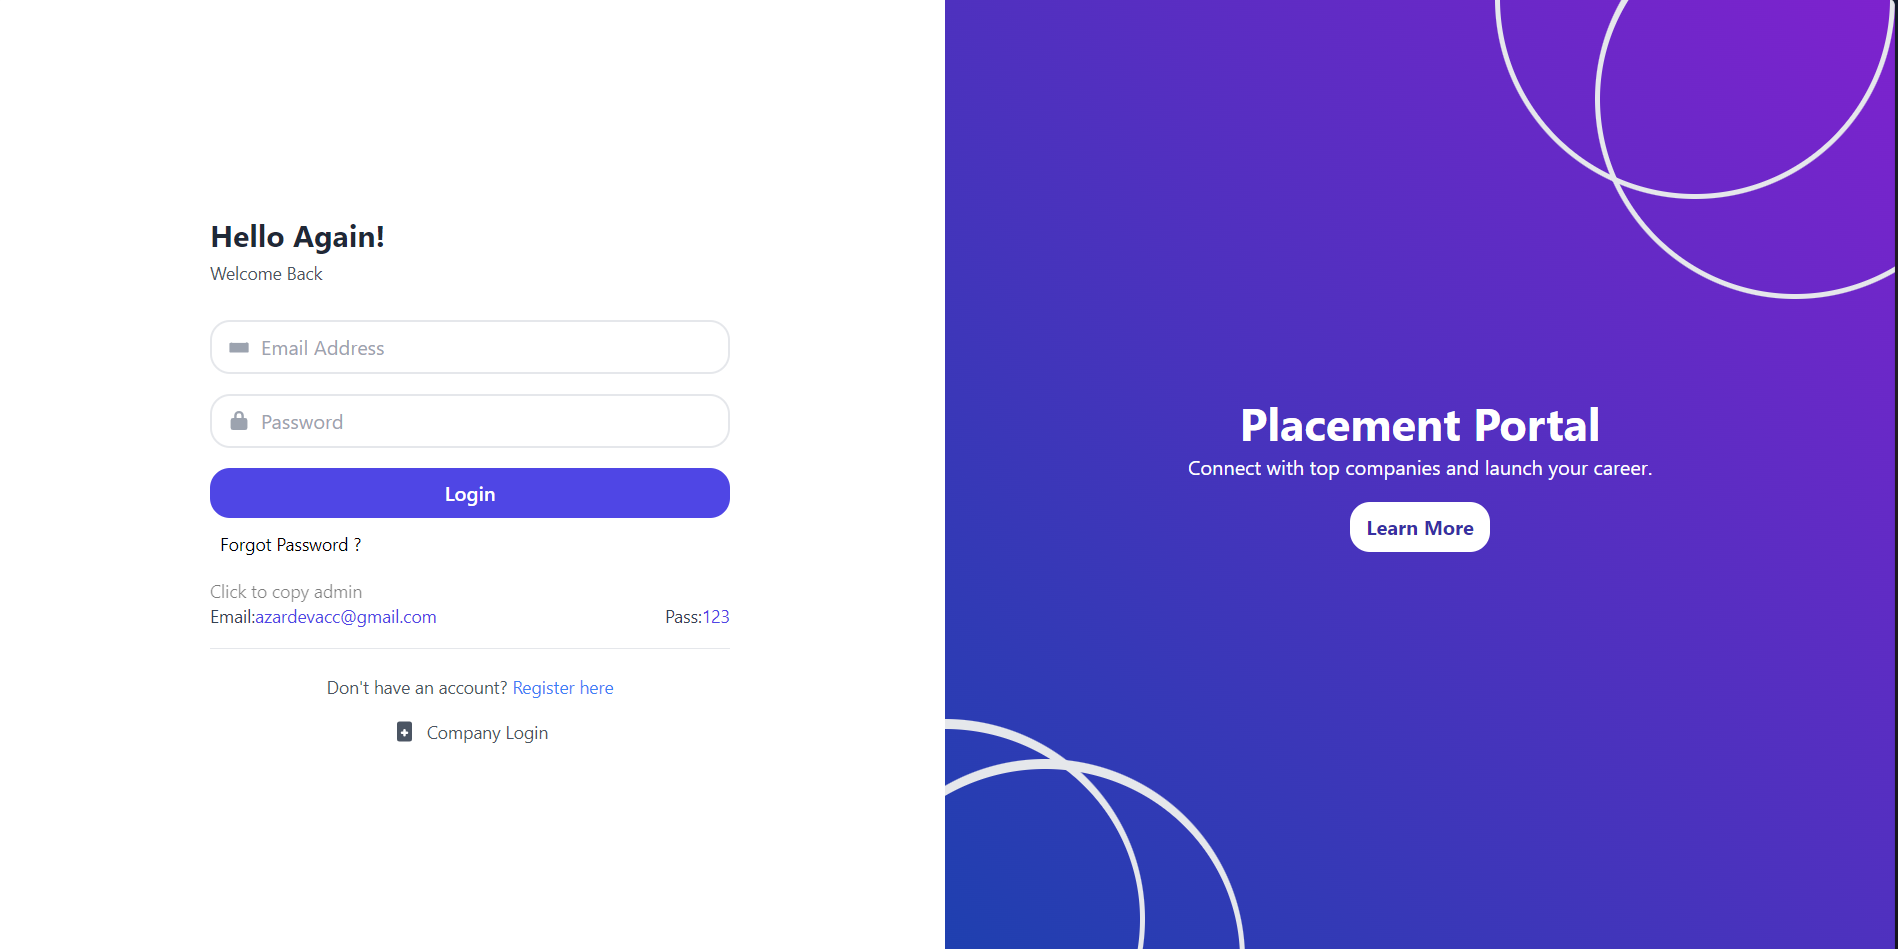 Hello Again!
Welcome Back
Email Address
Password
Login
Forgot Password ?
Click to copy admin
Email:azardevacc@gmail.com Pass:123
Don't have an account? Register here
Company Login
Placement Portal
Connect with top companies and launch your career.
Learn More